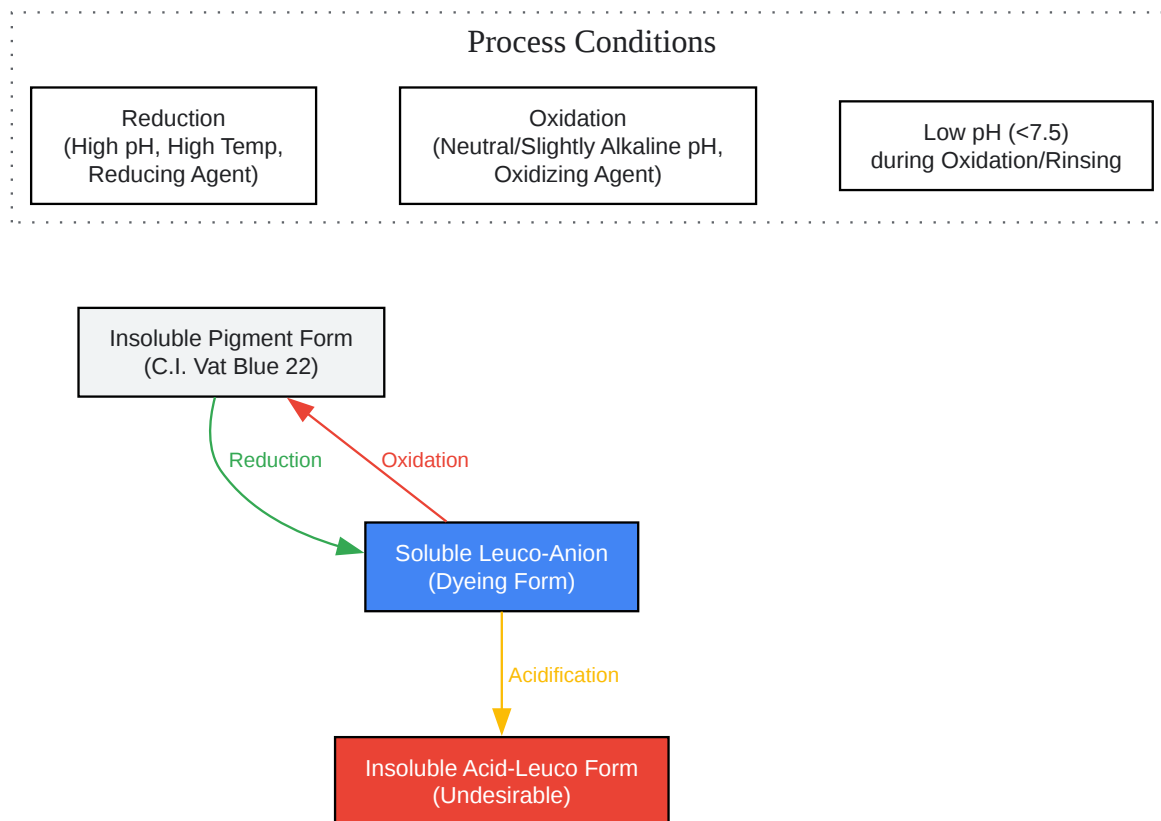 Process Conditions
Reduction
(High pH, High Temp,
Reducing Agent)
Oxidation
(Neutral/Slightly Alkaline pH,
Oxidizing Agent)
Low pH (<7.5)
during Oxidation/Rinsing
Insoluble Pigment Form
(C.I. Vat Blue 22)
Reduction
Oxidation
Soluble Leuco-Anion
(Dyeing Form)
Acidification
Insoluble Acid-Leuco Form
(Undesirable)